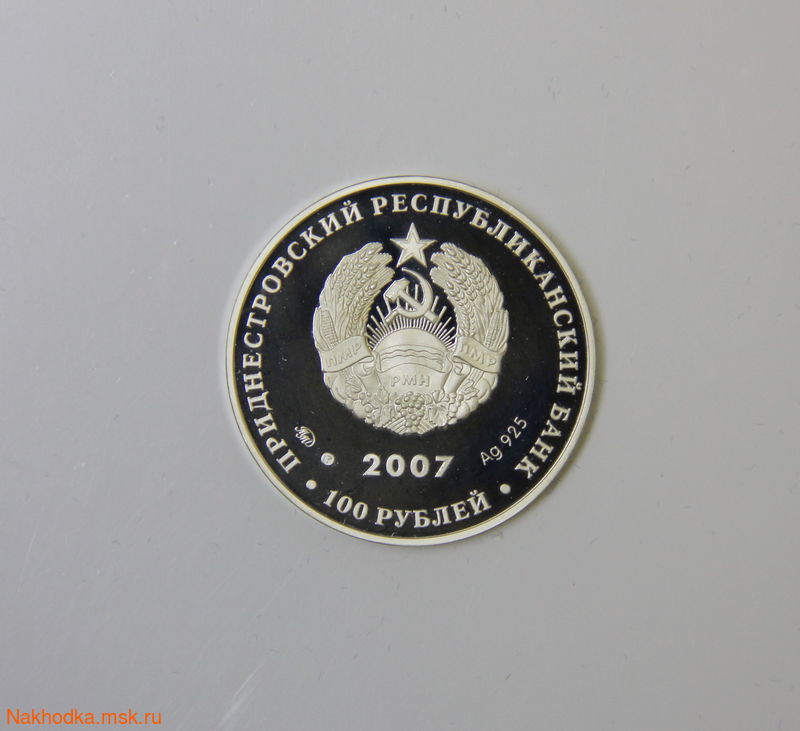 ПРИДНЕСТРОВСКИЙ РЕСПУБЛИКАНСКИЙ БАНК
ПМР ПМР
РМН
Ag 925
2007
• 100 РУБЛЕЙ •
Nakhodka.msk.ru